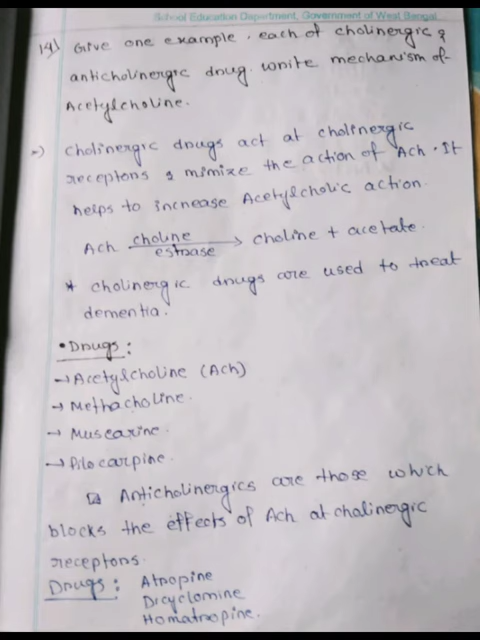 School Education Department, Government of West Bengal
14) Give one example. each of cholinergic &
anticholinergic drug. write mechanism of
Acetylcholine.
=) Cholinergic drugs act at cholinergic
receptons & mimixe the action of Ach. It
helps to increase Acetylcholic action.
Ach choline estnase → choline + acetate.
* cholinergic drugs are used to treat
dementia.
• Drugs :
→ Acetylcholine (Ach)
→ Methacholine.
→ Muscarine.
→ Pilocarpine.
Anticholinergics are those which
blocks the effects of Ach at cholinergic
receptons.
Drugs : Atropine
Dicyclomine
Homatropine.